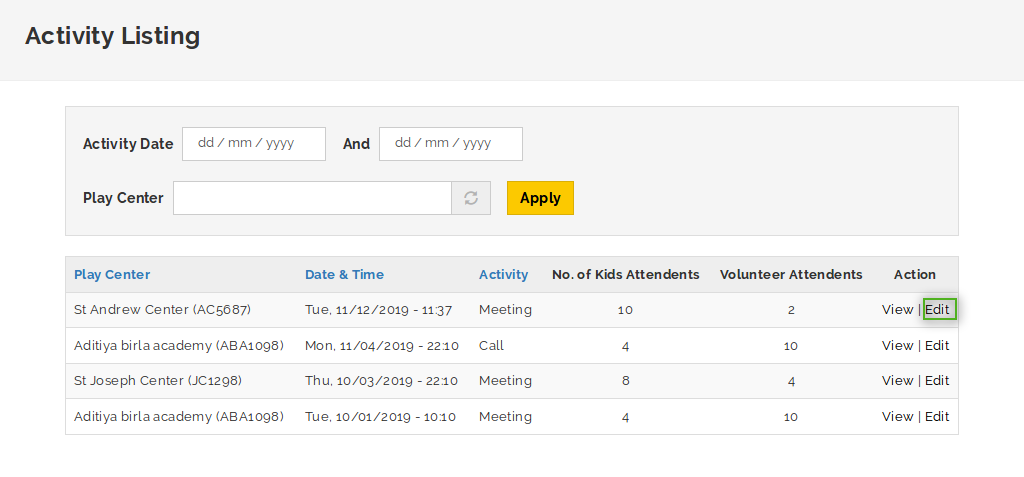 Activity Listing
Activity Date dd / mm / yyyy And dd / mm / yyyy
Play Center Apply
Play Center Date & Time Activity No. of Kids Attendents Volunteer Attendents Action
St Andrew Center (AC5687) Tue, 11/12/2019 - 11:37 Meeting 10 2 View | Edit
Aditiya birla academy (ABA1098) Mon, 11/04/2019 - 22:10 Call 4 10 View | Edit
St Joseph Center (JC1298) Thu, 10/03/2019 - 22:10 Meeting 8 4 View | Edit
Aditiya birla academy (ABA1098) Tue, 10/01/2019 - 10:10 Meeting 4 10 View | Edit